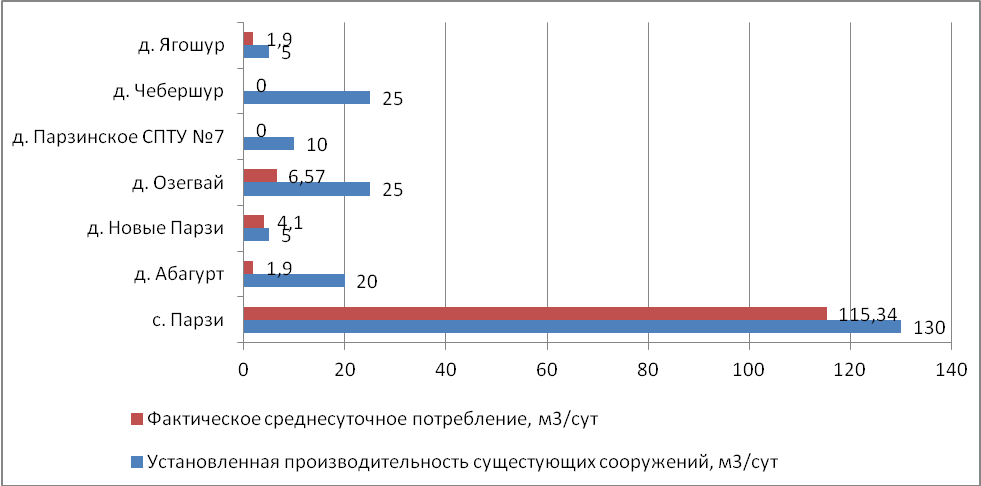 д. Ягошур 1,9
5
д. Чебершур 0
25
д. Парзинское СПТУ №7 0
10
д. Озегвай 6,57
25
д. Новые Парзи 4,1
5
д. Абагурт 1,9
20
с. Парзи 115,34
130
0 20 40 60 80 100 120 140
Фактическое среднесуточное потребление, м3/сут
Установленная производительность сущестующих сооружений, м3/сут